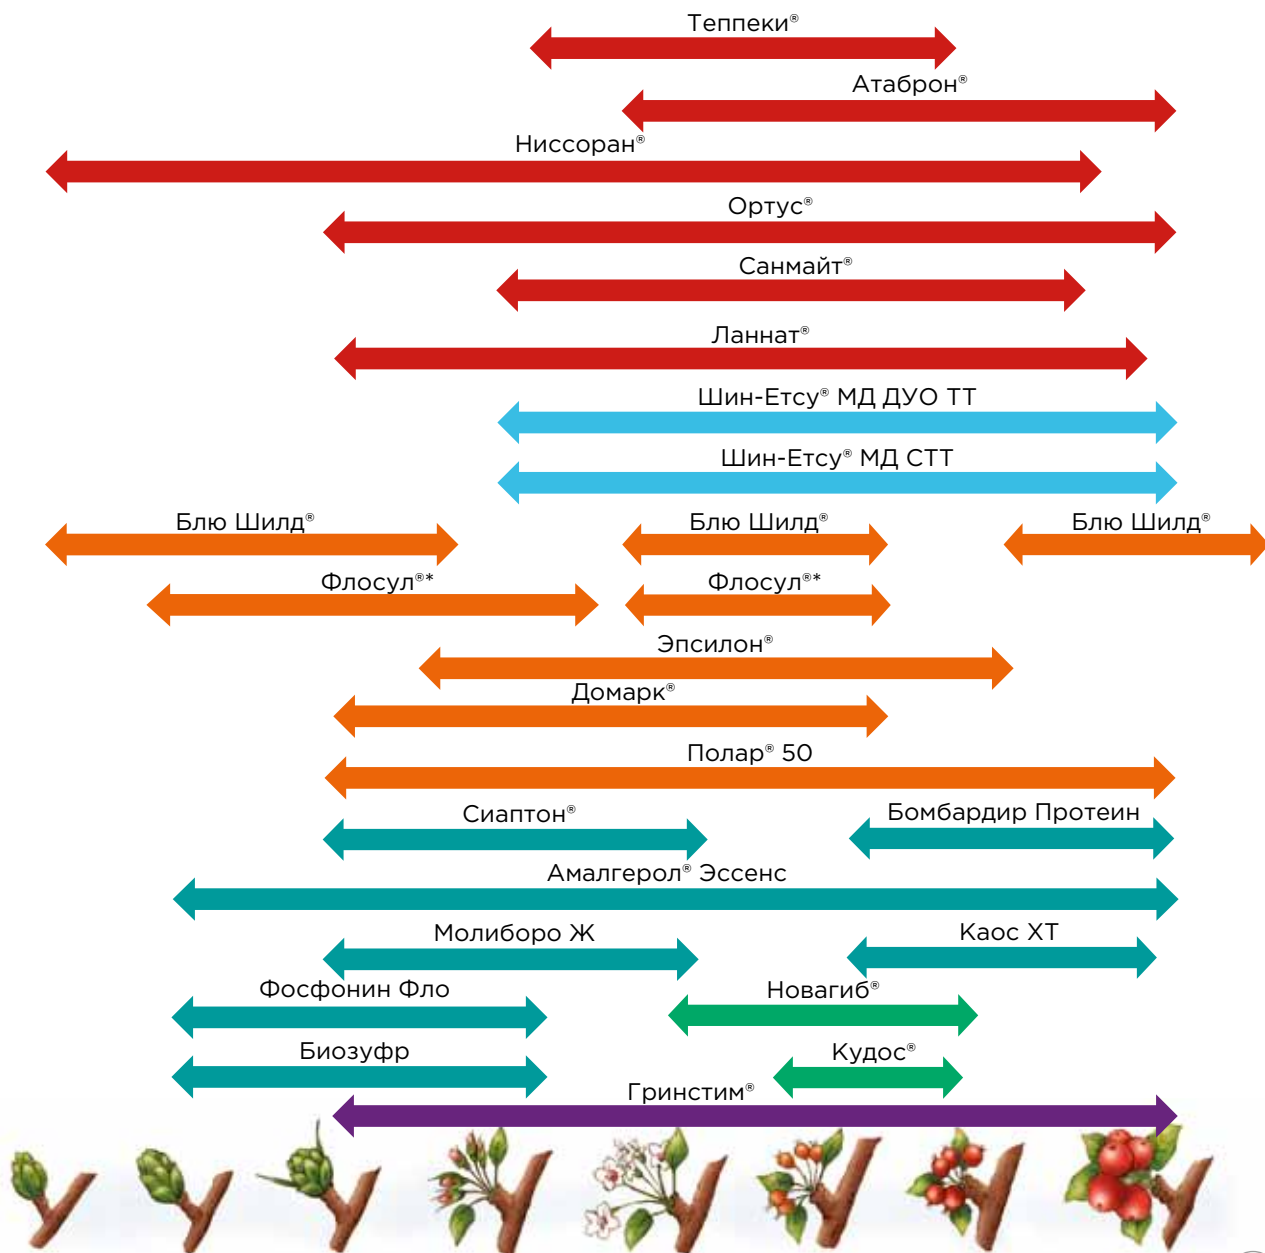 Теппеки®
Атаброн®
Ниссоран®
Ортус®
Санмайт®
Ланнат®
Шин-Етсу® МД ДУО ТТ
Шин-Етсу® МД СТТ
Блю Шилд® Блю Шилд® Блю Шилд®
Флосул®* Флосул®*
Эпсилон®
Домарк®
Полар® 50
Сиаптон® Бомбардир Протеин
Амалгерол® Эссенс
Молиборо Ж Каос ХТ
Фосфонин Фло Новагиб®
Биозуфр Кудос®
Гринстим®